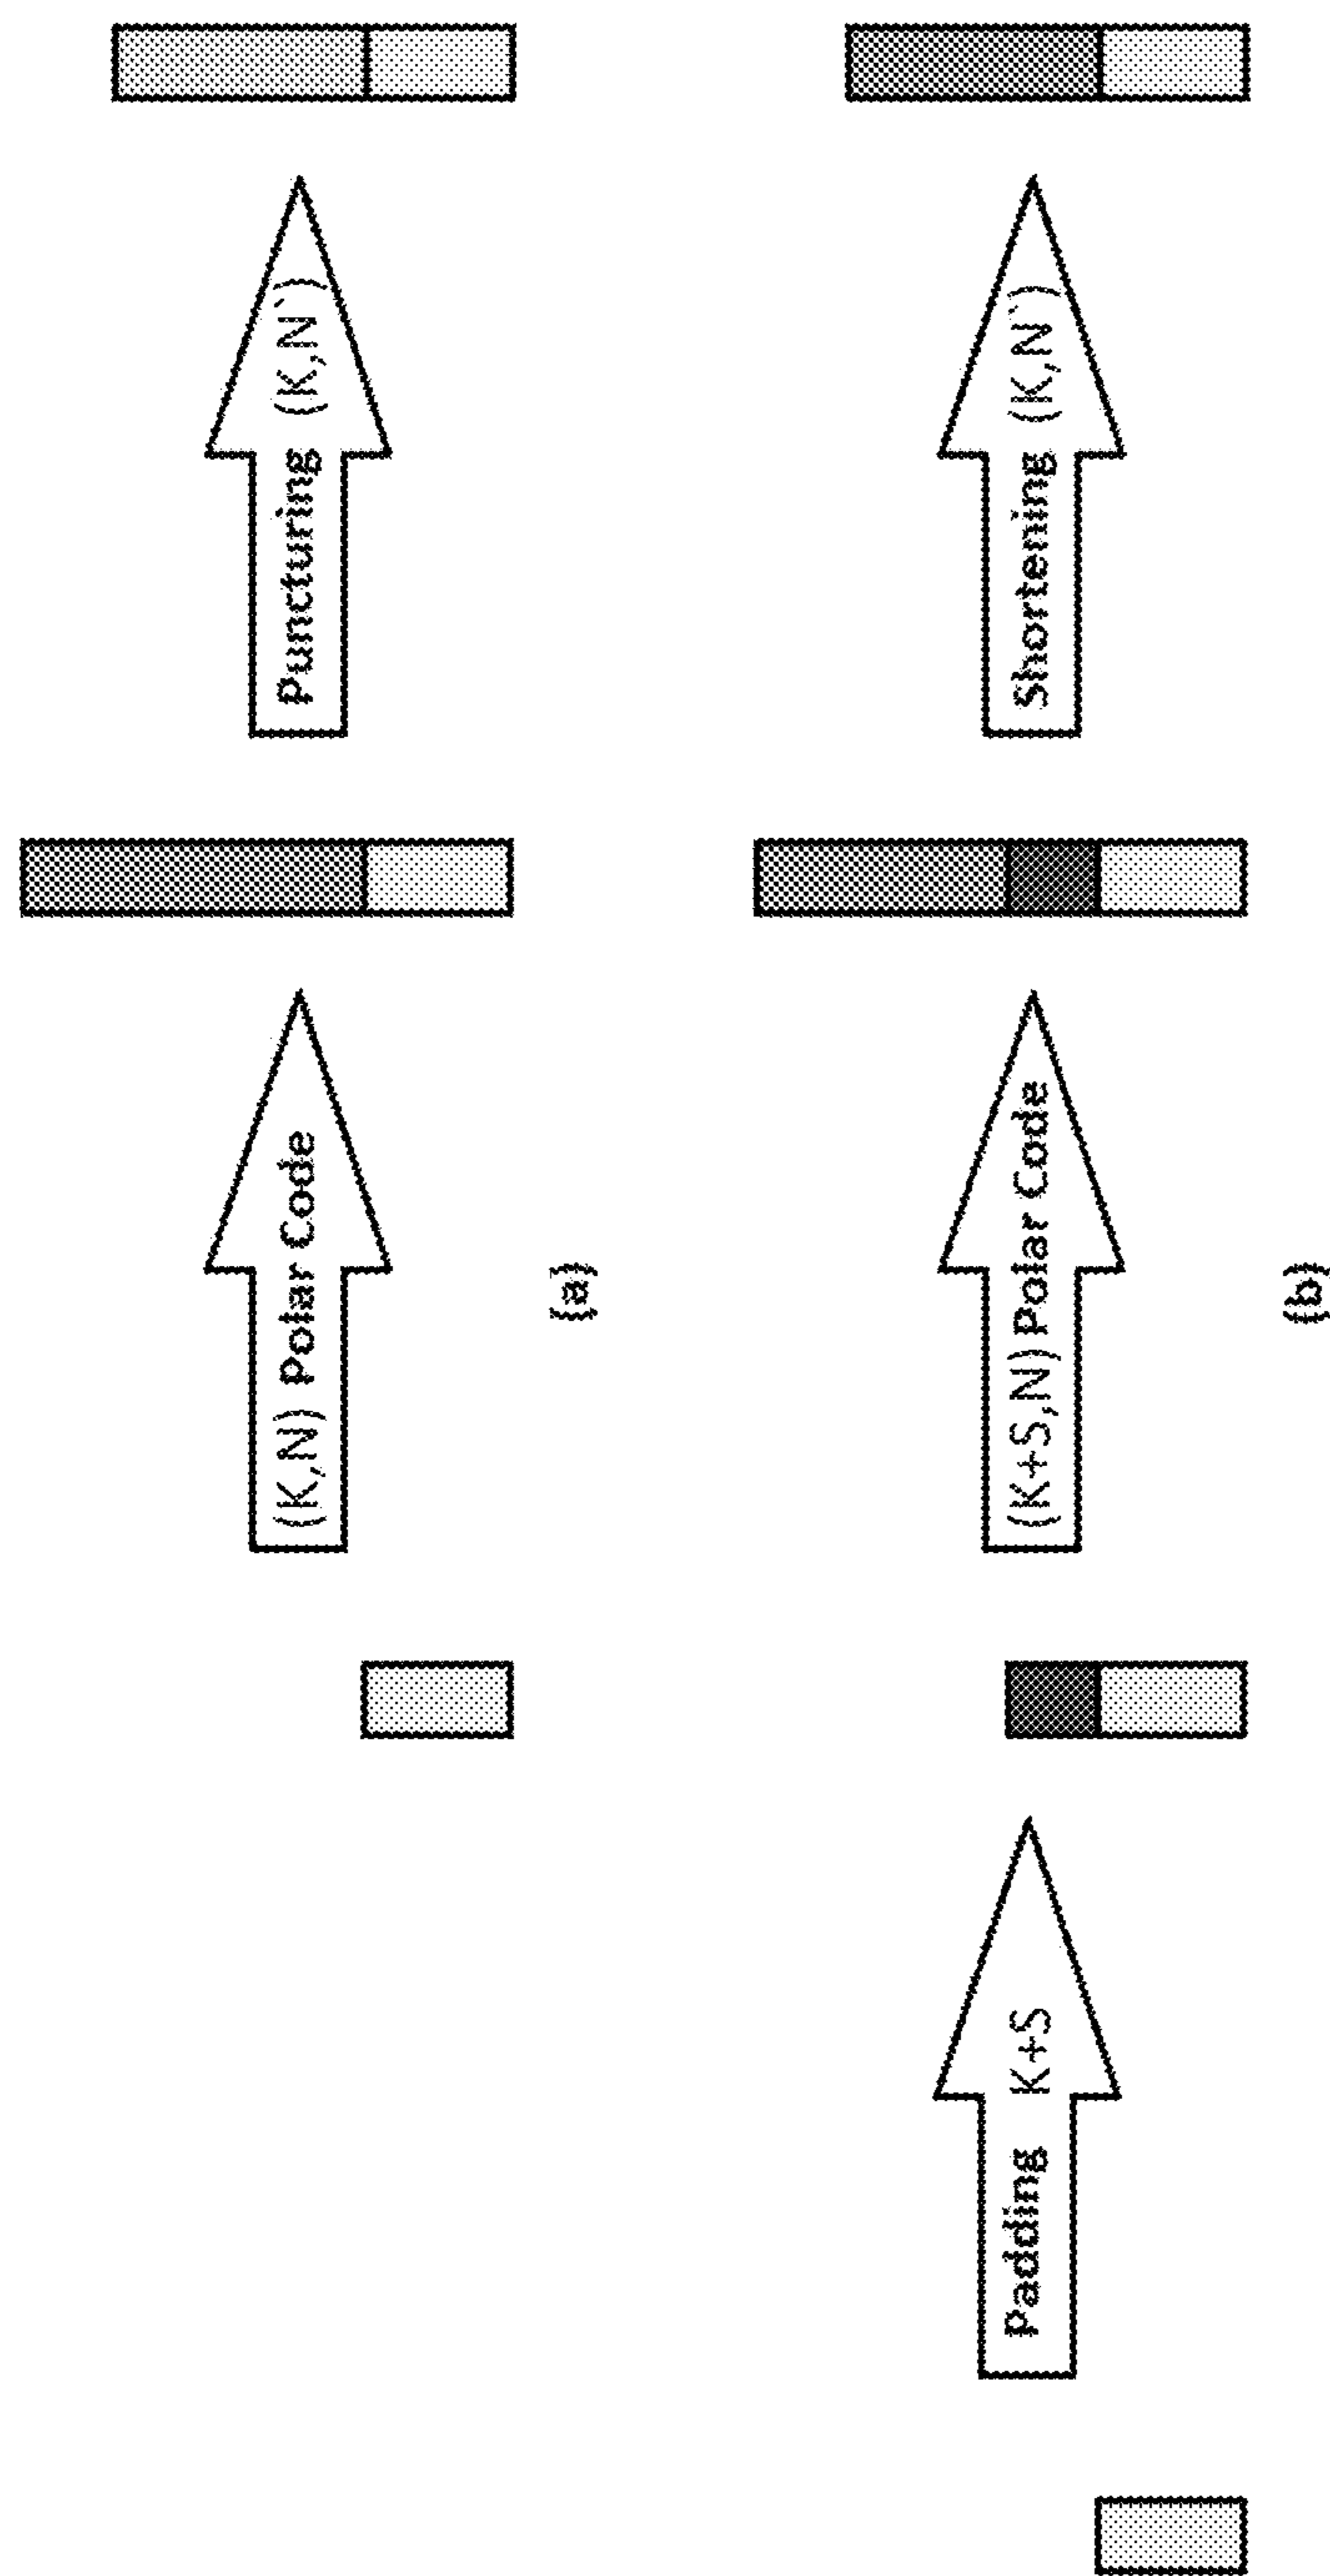 (K,N) Polar Code
Puncturing (K,N`)
(a)
Padding K+S
(K+S,N) Polar Code
Shortening (K,N`)
(b)